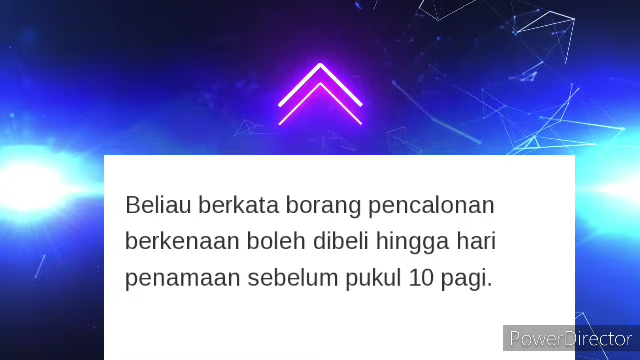 Beliau berkata borang pencalonan
berkenaan boleh dibeli hingga hari
penamaan sebelum pukul 10 pagi.
PowerDirector